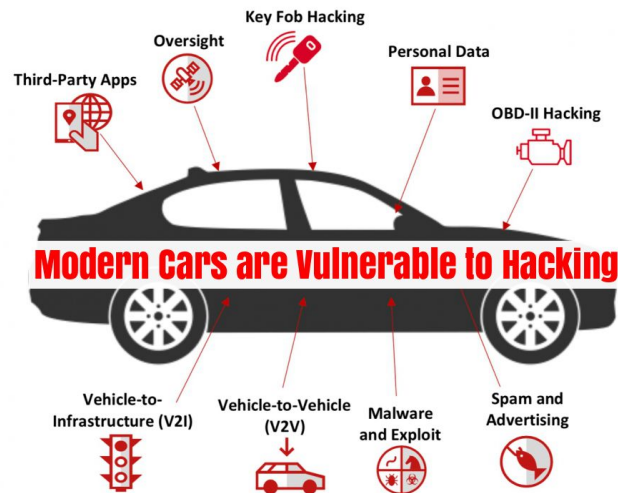 Key Fob Hacking
Oversight
Personal Data
Third-Party Apps
OBD-II Hacking
Modern Cars are Vulnerable to Hacking
Vehicle-to-
Infrastructure (V2I)
Vehicle-to-Vehicle
(V2V)
Malware
and Exploit
Spam and
Advertising